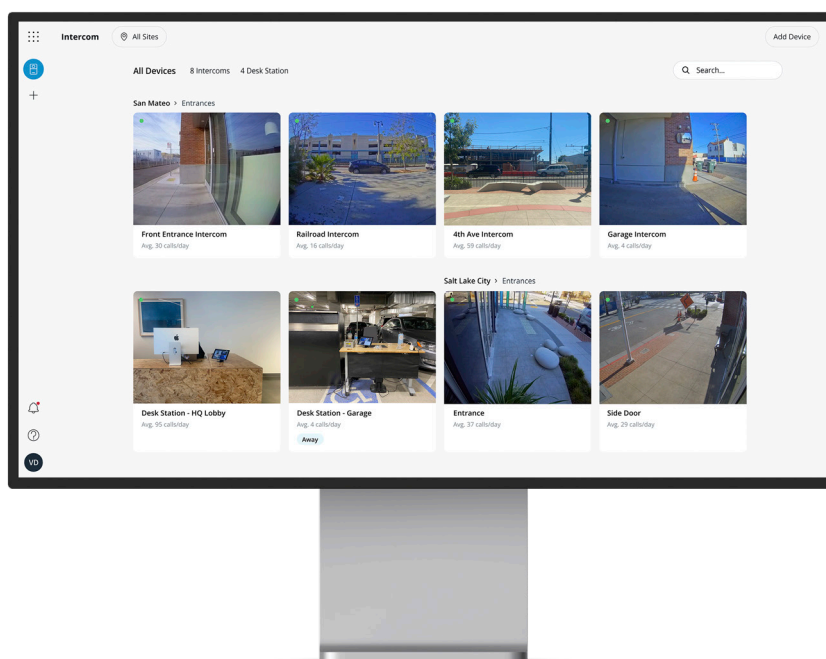 Intercom
All Sites
Add Device
All Devices 8 Intercoms 4 Desk Station
Search...
San Mateo > Entrances
Front Entrance Intercom
Avg. 30 calls/day
Railroad Intercom
Avg. 16 calls/day
4th Ave Intercom
Avg. 59 calls/day
Garage Intercom
Avg. 4 calls/day
Salt Lake City > Entrances
Desk Station - HQ Lobby
Avg. 95 calls/day
Desk Station - Garage
Avg. 4 calls/day
Away
Entrance
Avg. 37 calls/day
Side Door
Avg. 29 calls/day
VD